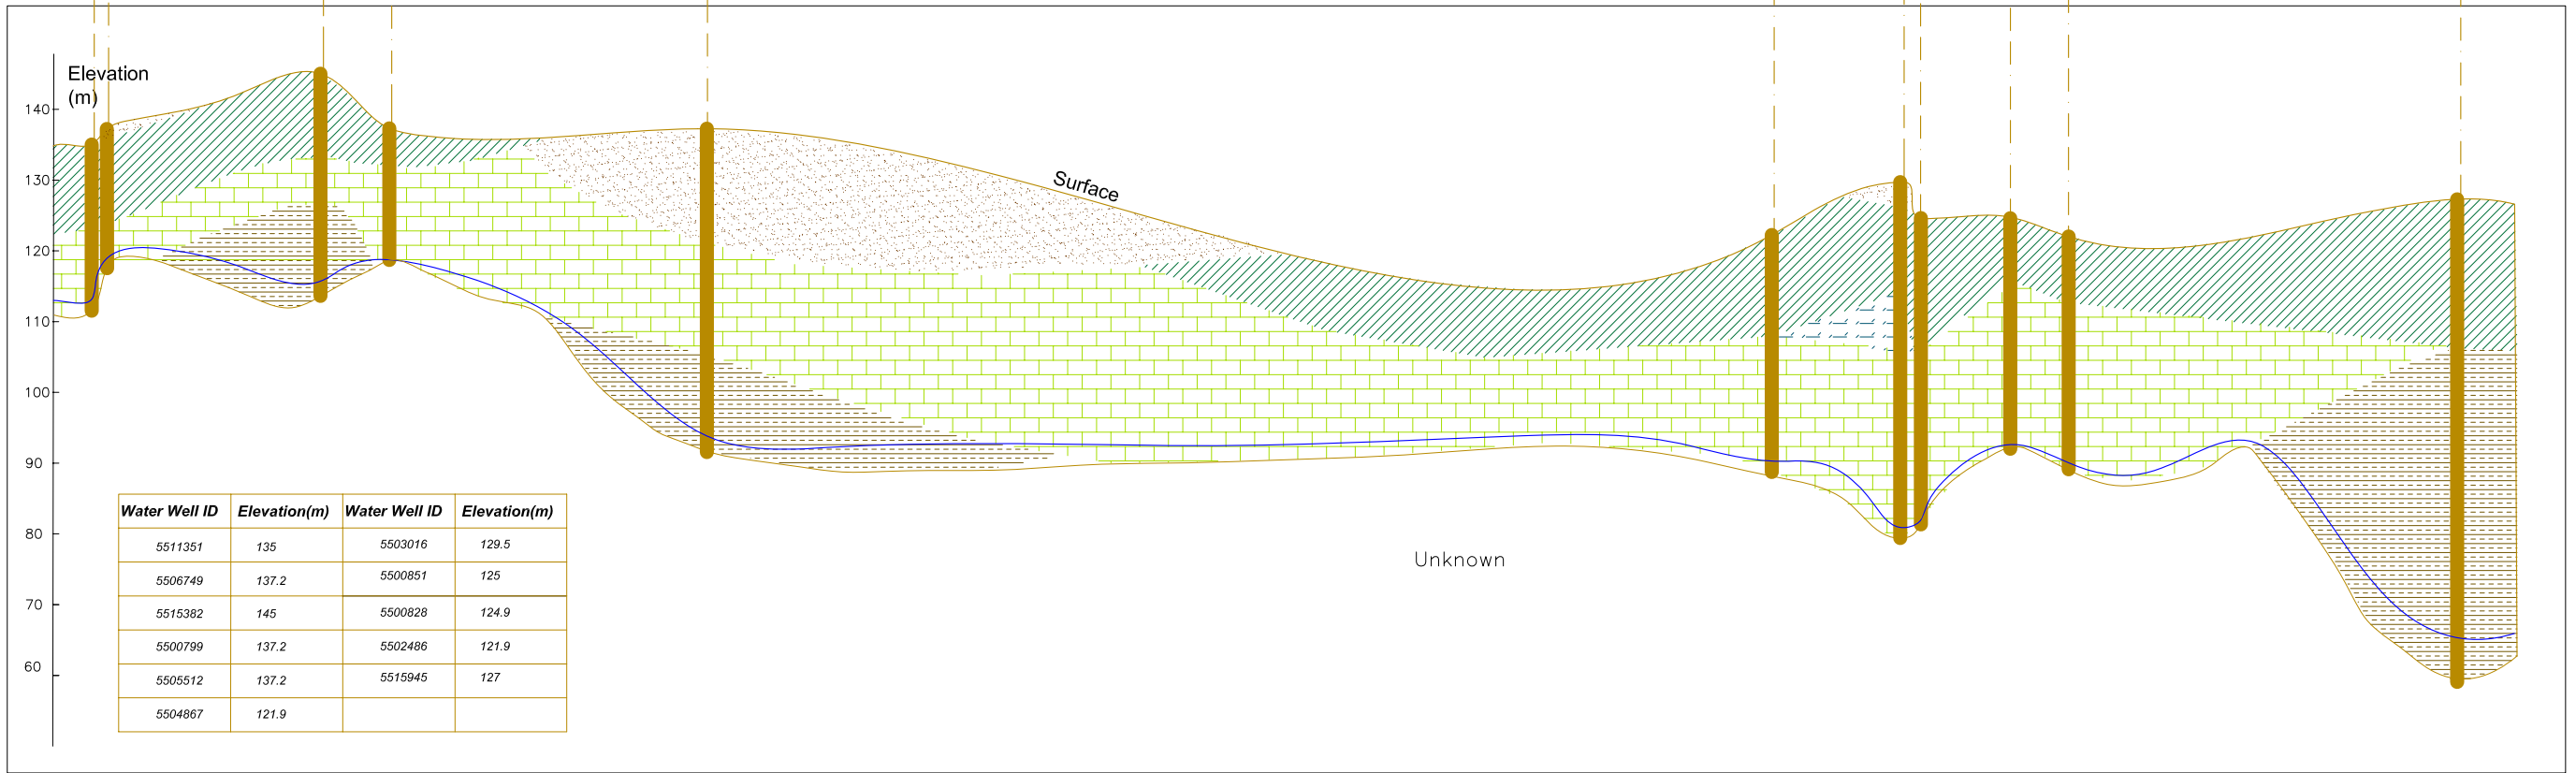 Elevation
(m)
140
130
120
110
100
90
80
70
60
Surface
Unknown
Water Well ID Elevation(m) Water Well ID Elevation(m)
5511351 135 5503016 129.5
5506749 137.2 5500851 125
5515382 145 5500828 124.9
5500799 137.2 5502486 121.9
5505512 137.2 5515945 127
5504867 121.9